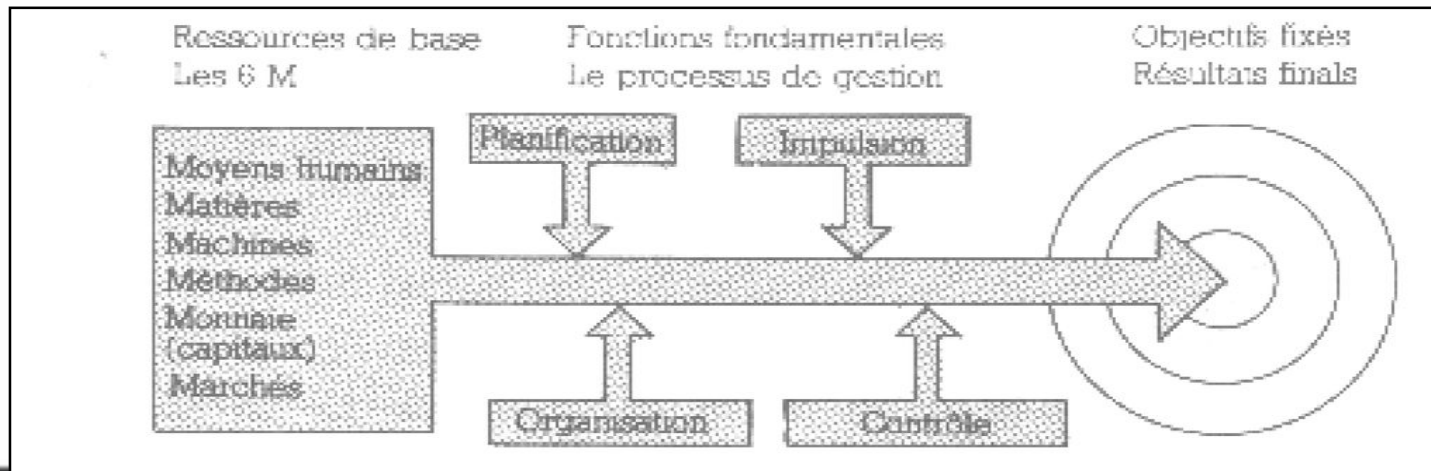 Ressources de base
Les 6 M
Fonctions fondamentales
Le processus de gestion
Objectifs fixés
Résultats finals
Planification
Impulsion
Moyens humains
Matières
Machines
Méthodes
Monnaie
(capitaux)
Marchés
Organisation
Contrôle